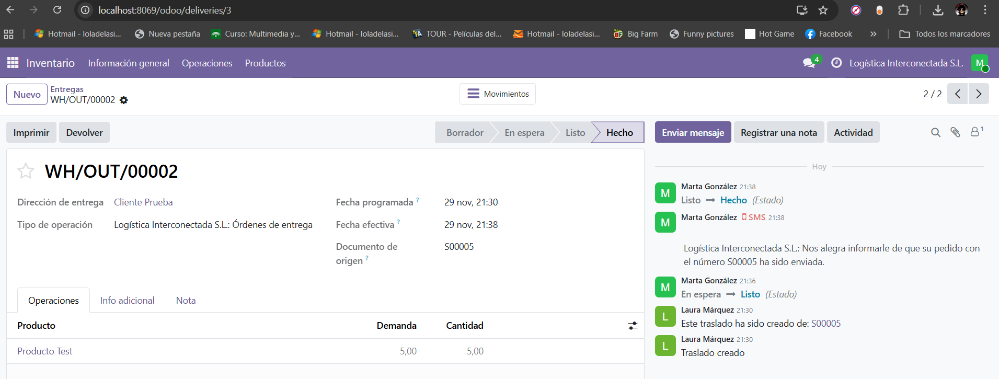 localhost:8069/odoo/deliveries/3
Hotmail - loladelasi... Nueva pestaña Curso: Multimedia y... Hotmail - loladelasi... TOUR - Películas del... Hotmail - loladelasi... Big Farm Funny pictures Hot Game Facebook » Todos los marcadores
Inventario Información general Operaciones Productos 4 Logística Interconectada S.L. M
Nuevo Entregas
WH/OUT/00002
Movimientos
2 / 2
Imprimir Devolver Borrador En espera Listo Hecho Enviar mensaje Registrar una nota Actividad 1
WH/OUT/00002
Dirección de entrega Cliente Prueba
Tipo de operación Logística Interconectada S.L.: Órdenes de entrega
Fecha programada ? 29 nov, 21:30
Fecha efectiva ? 29 nov, 21:38
Documento de
origen ? S00005
Operaciones Info adicional Nota
Producto Demanda Cantidad
Producto Test 5,00 5,00
Hoy
M Marta González 21:38
Listo → Hecho (Estado)
M Marta González SMS 21:38
Logística Interconectada S.L.: Nos alegra informarle de que su pedido con
el número S00005 ha sido enviada.
M Marta González 21:36
En espera → Listo (Estado)
L Laura Márquez 21:30
Este traslado ha sido creado de: S00005
L Laura Márquez 21:30
Traslado creado